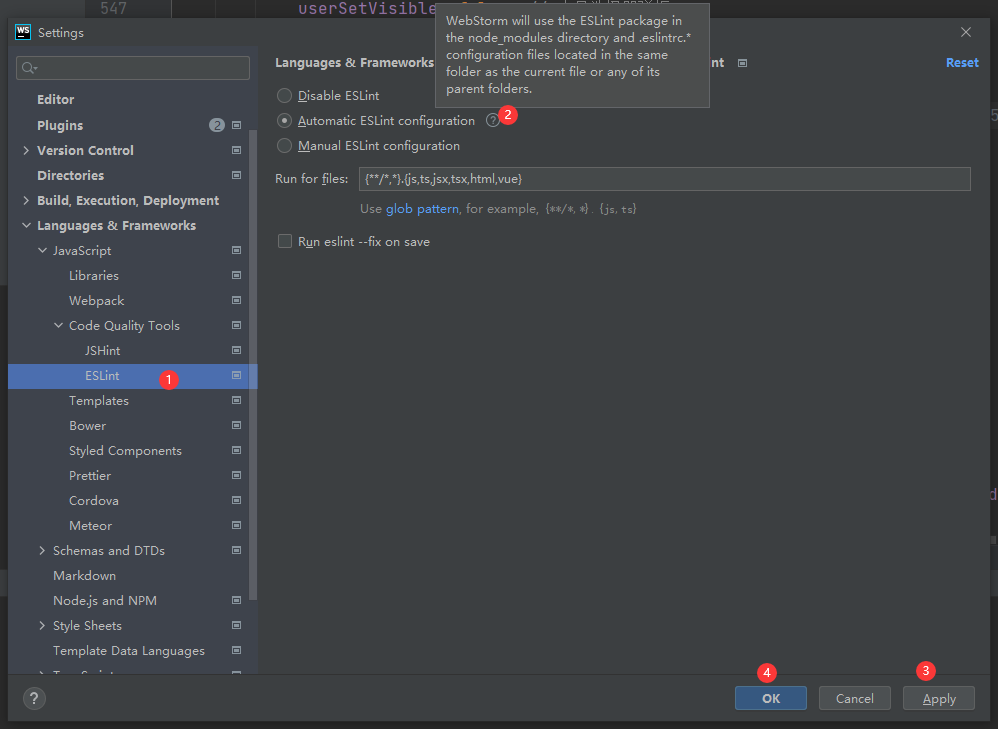 547
userSetVisible
WS
Settings
WebStorm will use the ESLint package in
the node_modules directory and .eslintrc.*
configuration files located in the same
folder as the current file or any of its
parent folders.
Languages & Frameworks
nt
Reset
Editor
Plugins 2
Version Control
Directories
Build, Execution, Deployment
Languages & Frameworks
JavaScript
Libraries
Webpack
Code Quality Tools
JSHint
ESLint 1
Templates
Bower
Styled Components
Prettier
Cordova
Meteor
Schemas and DTDs
Markdown
Node.js and NPM
Style Sheets
Template Data Languages
Disable ESLint
Automatic ESLint configuration ? 2
Manual ESLint configuration
Run for files: {**/*,*}.{js,ts,jsx,tsx,html,vue}
Use glob pattern, for example, {**/*,*}.{js,ts}
Run eslint --fix on save
?
4
3
OK
Cancel
Apply